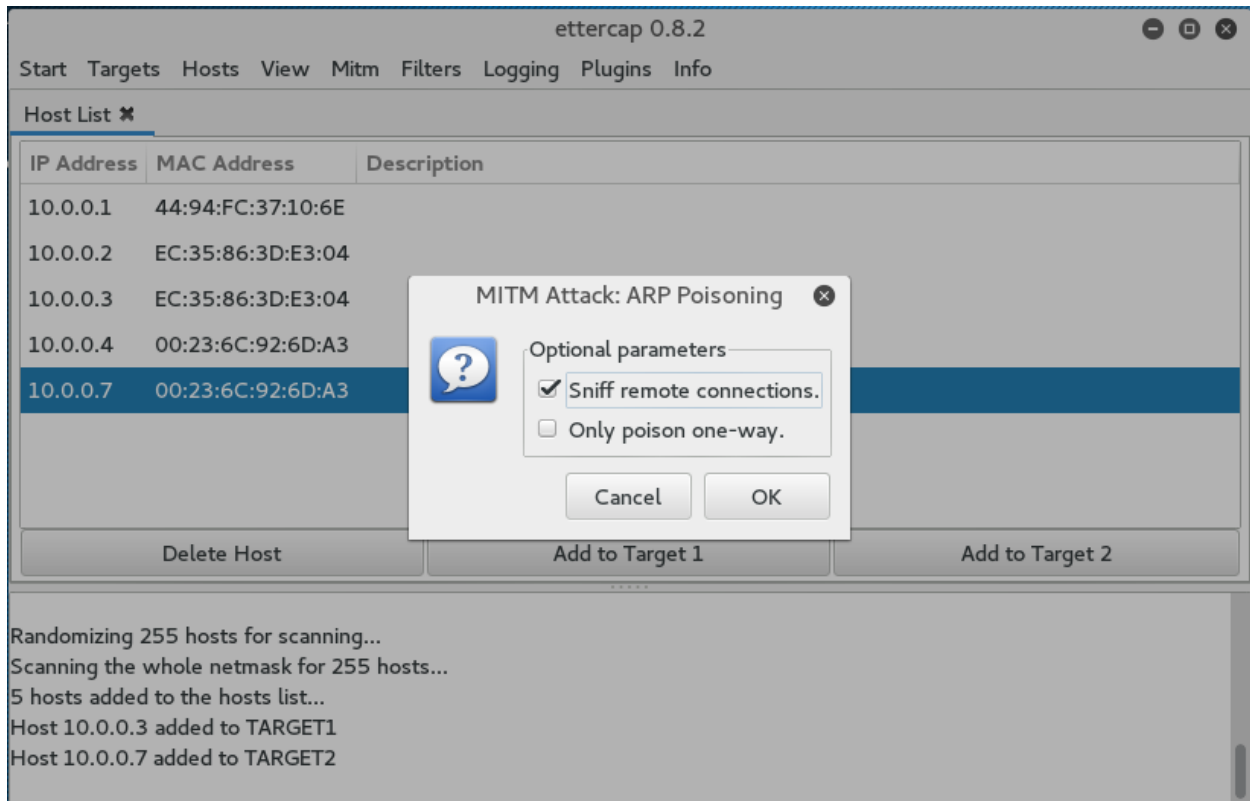 ettercap 0.8.2
Start Targets Hosts View Mitm Filters Logging Plugins Info
Host List
IP Address MAC Address Description
10.0.0.1 44:94:FC:37:10:6E
10.0.0.2 EC:35:86:3D:E3:04
10.0.0.3 EC:35:86:3D:E3:04
10.0.0.4 00:23:6C:92:6D:A3
10.0.0.7 00:23:6C:92:6D:A3
MITM Attack: ARP Poisoning
Optional parameters
Sniff remote connections.
Only poison one-way.
Cancel OK
Delete Host Add to Target 1 Add to Target 2
Randomizing 255 hosts for scanning...
Scanning the whole netmask for 255 hosts...
5 hosts added to the hosts list...
Host 10.0.0.3 added to TARGET1
Host 10.0.0.7 added to TARGET2